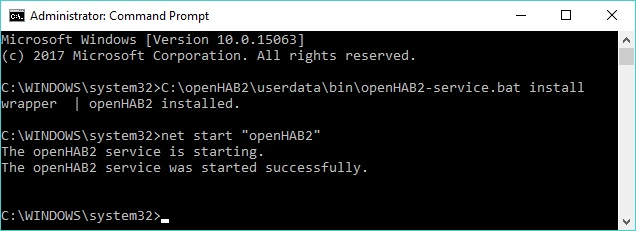 Administrator: Command Prompt
Microsoft Windows [Version 10.0.15063]
(c) 2017 Microsoft Corporation. All rights reserved.
C:\WINDOWS\system32>C:\openHAB2\userdata\bin\openHAB2-service.bat install
wrapper  | openHAB2 installed.
C:\WINDOWS\system32>net start "openHAB2"
The openHAB2 service is starting.
The openHAB2 service was started successfully.
C:\WINDOWS\system32>